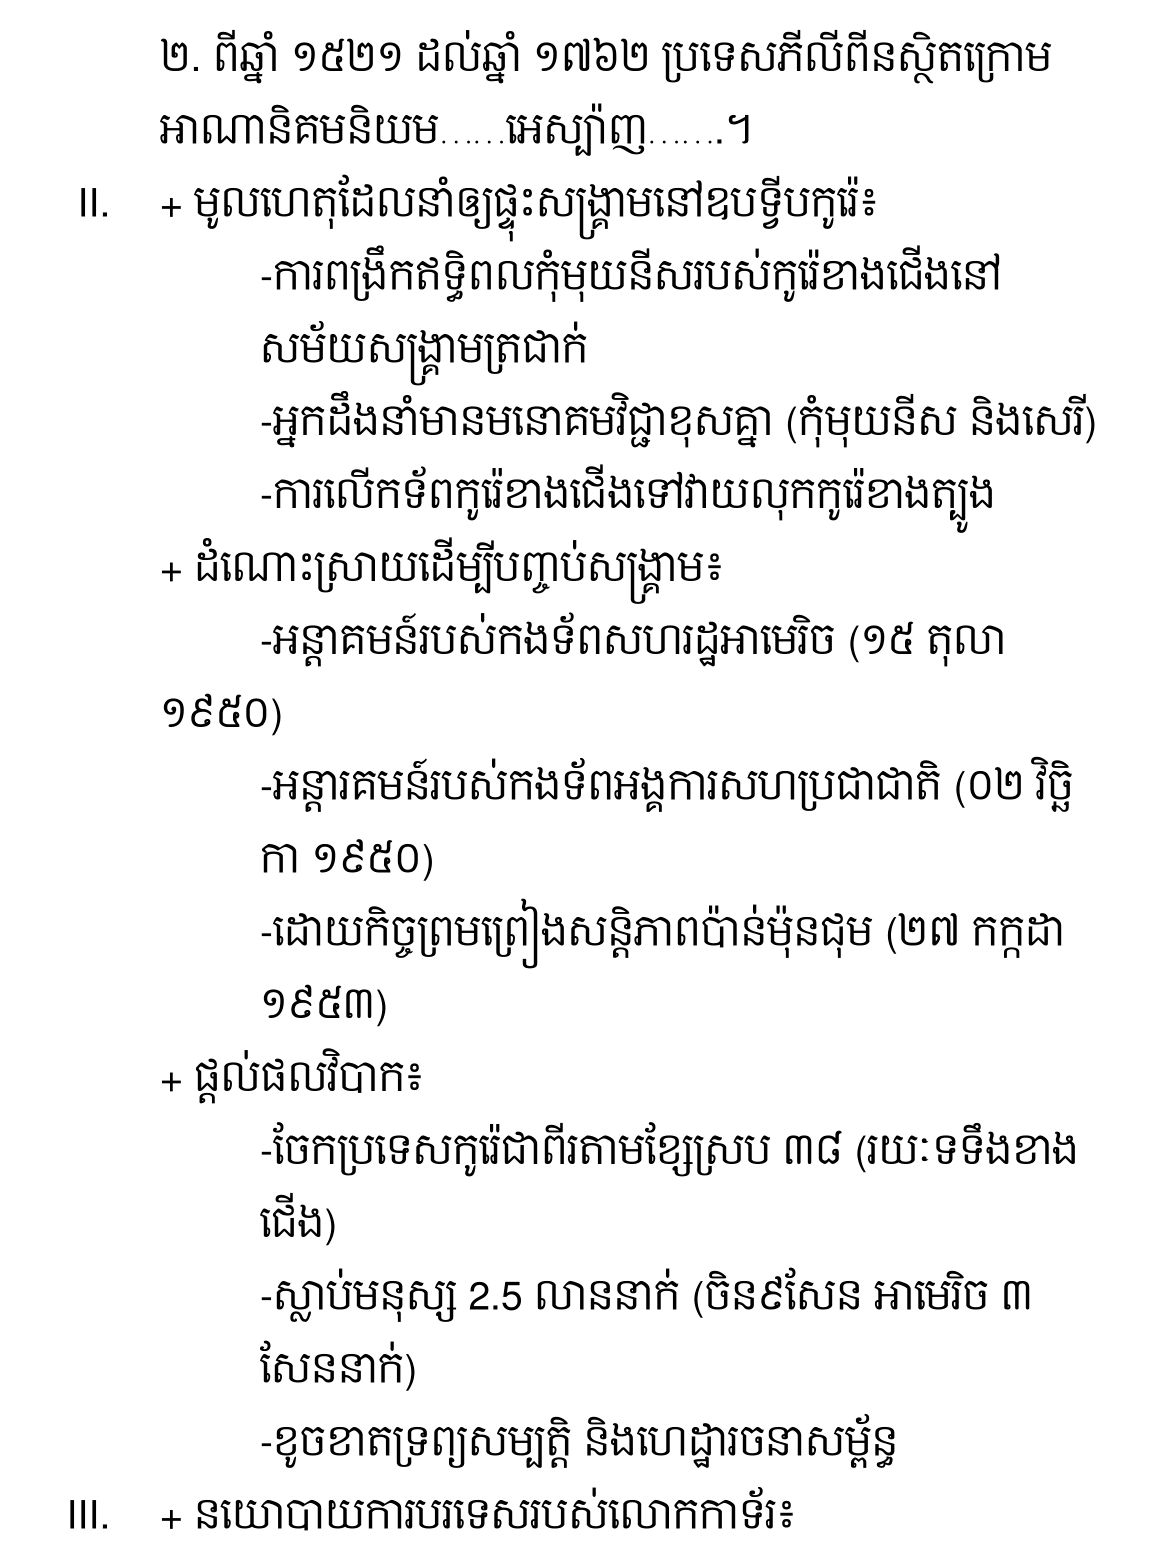 ២. ពីឆ្នាំ ១៥២១ ដល់ឆ្នាំ ១៧៦២ ប្រទេសភីលីពីនស្ថិតក្រោម
អាណានិគមនិយម……អេស្ប៉ាញ…….។
II. + មូលហេតុដែលនាំឲ្យផ្ទុះសង្គ្រាមនៅឧបទ្វីបកូរ៉េ៖
-ការពង្រឹកឥទ្ធិពលកុំមុយនីសរបស់កូរ៉េខាងជើងនៅ
សម័យសង្គ្រាមត្រជាក់
-អ្នកដឹងនាំមានមនោគមវិជ្ជាខុសគ្នា (កុំមុយនីស និងសេរី)
-ការលើកទ័ពកូរ៉េខាងជើងទៅវាយលុកកូរ៉េខាងត្បូង
+ ដំណោះស្រាយដើម្បីបញ្ចប់សង្គ្រាម៖
-អន្តាគមន៍របស់កងទ័ពសហរដ្ឋអាមេរិច (១៥ តុលា
១៩៥0)
-អន្តារគមន៍របស់កងទ័ពអង្គការសហប្រជាជាតិ (0២ វិច្ឆិ
កា ១៩៥0)
-ដោយកិច្ចព្រមព្រៀងសន្តិភាពប៉ាន់ម៉ុនជុម (២៧ កក្កដា
១៩៥៣)
+ ផ្តល់ផលវិបាក៖
-ចែកប្រទេសកូរ៉េជាពីរតាមខ្សែស្រប ៣៨ (រយៈទទឹងខាង
ជើង)
-ស្លាប់មនុស្ស 2.5 លាននាក់ (ចិន៩សែន អាមេរិច ៣
សែននាក់)
-ខូចខាតទ្រព្យសម្បត្តិ និងហេដ្ឋារចនាសម្ព័ន្ធ
III. + នយោបាយការបរទេសរបស់លោកកាទ័រ៖